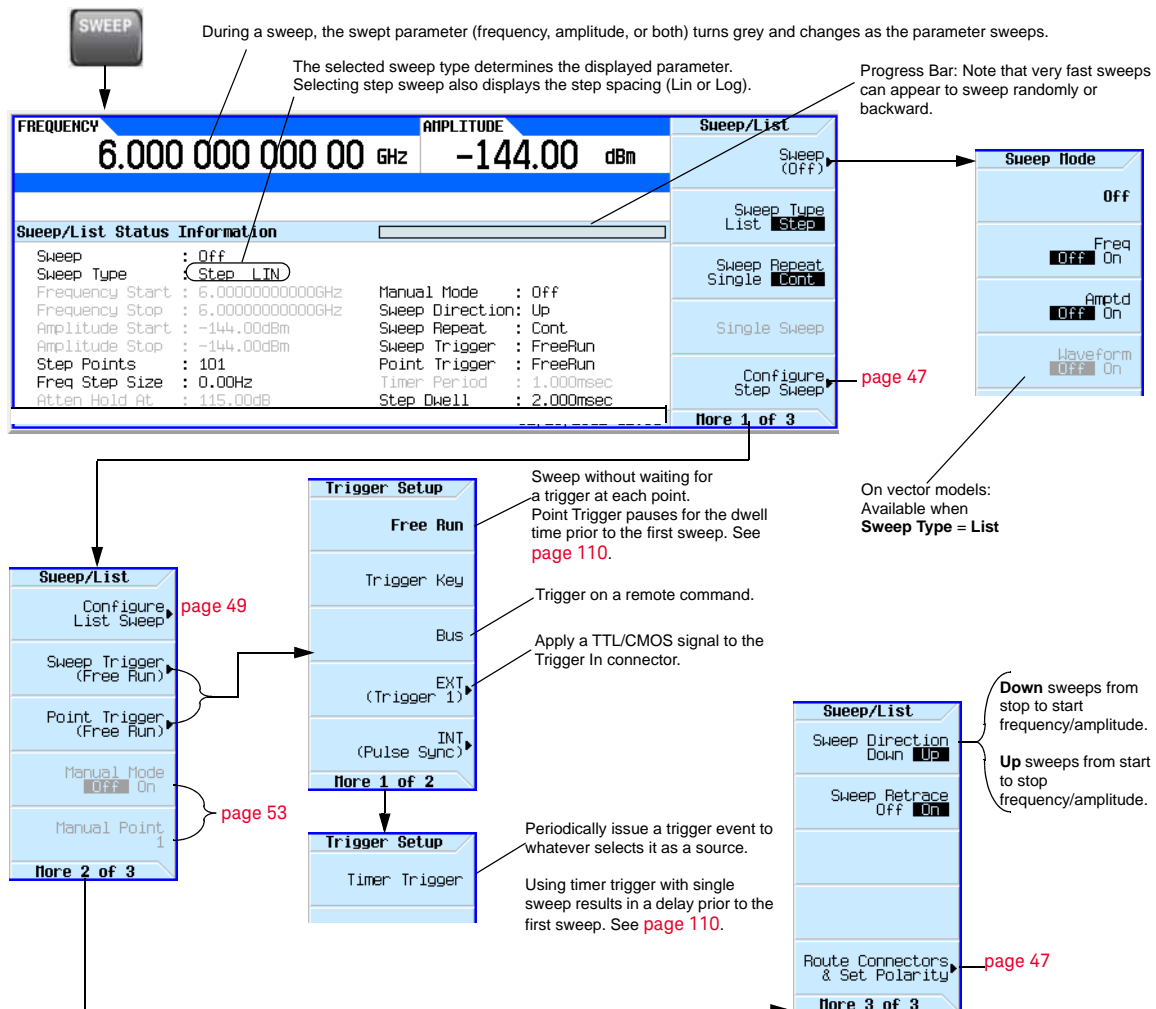 SWEEP
During a sweep, the swept parameter (frequency, amplitude, or both) turns grey and changes as the parameter sweeps.
The selected sweep type determines the displayed parameter.
Selecting step sweep also displays the step spacing (Lin or Log).
Progress Bar: Note that very fast sweeps
can appear to sweep randomly or
backward.
FREQUENCY
6.000 000 000 00 GHz
AMPLITUDE
-144.00 dBm
Sweep/List Status Information
Sweep : Off
Sweep Type : Step LIN
Frequency Start : 6.00000000000GHz
Frequency Stop : 6.00000000000GHz
Amplitude Start : -144.00dBm
Amplitude Stop : -144.00dBm
Step Points : 101
Freq Step Size : 0.00Hz
Atten Hold At : 115.00dB
Manual Mode : Off
Sweep Direction: Up
Sweep Repeat : Cont
Sweep Trigger : FreeRun
Point Trigger : FreeRun
Timer Period : 1.000msec
Step Dwell : 2.000msec
Sweep/List
Sweep
(Off)
Sweep Type
List Step
Sweep Repeat
Single Cont
Single Sweep
Configure
Step Sweep
More 1 of 3
page 47
Sweep Mode
Off
Freq
Off On
Amptd
Off On
Waveform
Off On
On vector models:
Available when
Sweep Type = List
Sweep/List
Configure
List Sweep
page 49
Sweep Trigger
(Free Run)
Point Trigger
(Free Run)
Manual Mode
Off On
Manual Point
1
page 53
More 2 of 3
Trigger Setup
Free Run
Trigger Key
Bus
EXT
(Trigger 1)
INT
(Pulse Sync)
More 1 of 2
Sweep without waiting for
a trigger at each point.
Point Trigger pauses for the dwell
time prior to the first sweep. See
page 110.
Trigger on a remote command.
Apply a TTL/CMOS signal to the
Trigger In connector.
Trigger Setup
Timer Trigger
Periodically issue a trigger event to
whatever selects it as a source.
Using timer trigger with single
sweep results in a delay prior to the
first sweep. See page 110.
Sweep/List
Sweep Direction
Down Up
Sweep Retrace
Off On
Route Connectors
& Set Polarity
More 3 of 3
Down sweeps from
stop to start
frequency/amplitude.
Up sweeps from start
to stop
frequency/amplitude.
page 47